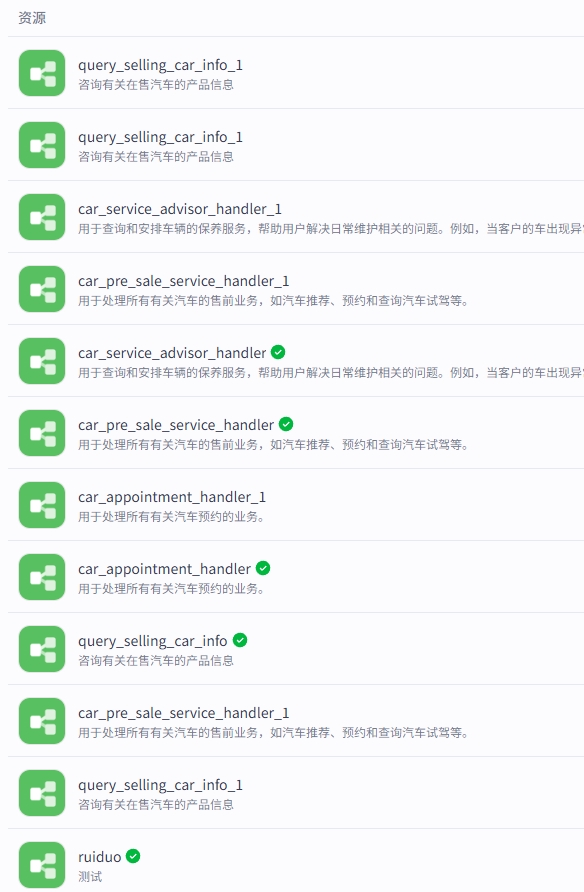 资源
query_selling_car_info_1
咨询有关在售汽车的产品信息
query_selling_car_info_1
咨询有关在售汽车的产品信息
car_service_advisor_handler_1
用于查询和安排车辆的保养服务，帮助用户解决日常维护相关的问题。例如，当客户的车出现异
car_pre_sale_service_handler_1
用于处理所有有关汽车的售前业务，如汽车推荐、预约和查询汽车试驾等。
car_service_advisor_handler
用于查询和安排车辆的保养服务，帮助用户解决日常维护相关的问题。例如，当客户的车出现异
car_pre_sale_service_handler
用于处理所有有关汽车的售前业务，如汽车推荐、预约和查询汽车试驾等。
car_appointment_handler_1
用于处理所有有关汽车预约的业务。
car_appointment_handler
用于处理所有有关汽车预约的业务。
query_selling_car_info
咨询有关在售汽车的产品信息
car_pre_sale_service_handler_1
用于处理所有有关汽车的售前业务，如汽车推荐、预约和查询汽车试驾等。
query_selling_car_info_1
咨询有关在售汽车的产品信息
ruiduo
测试